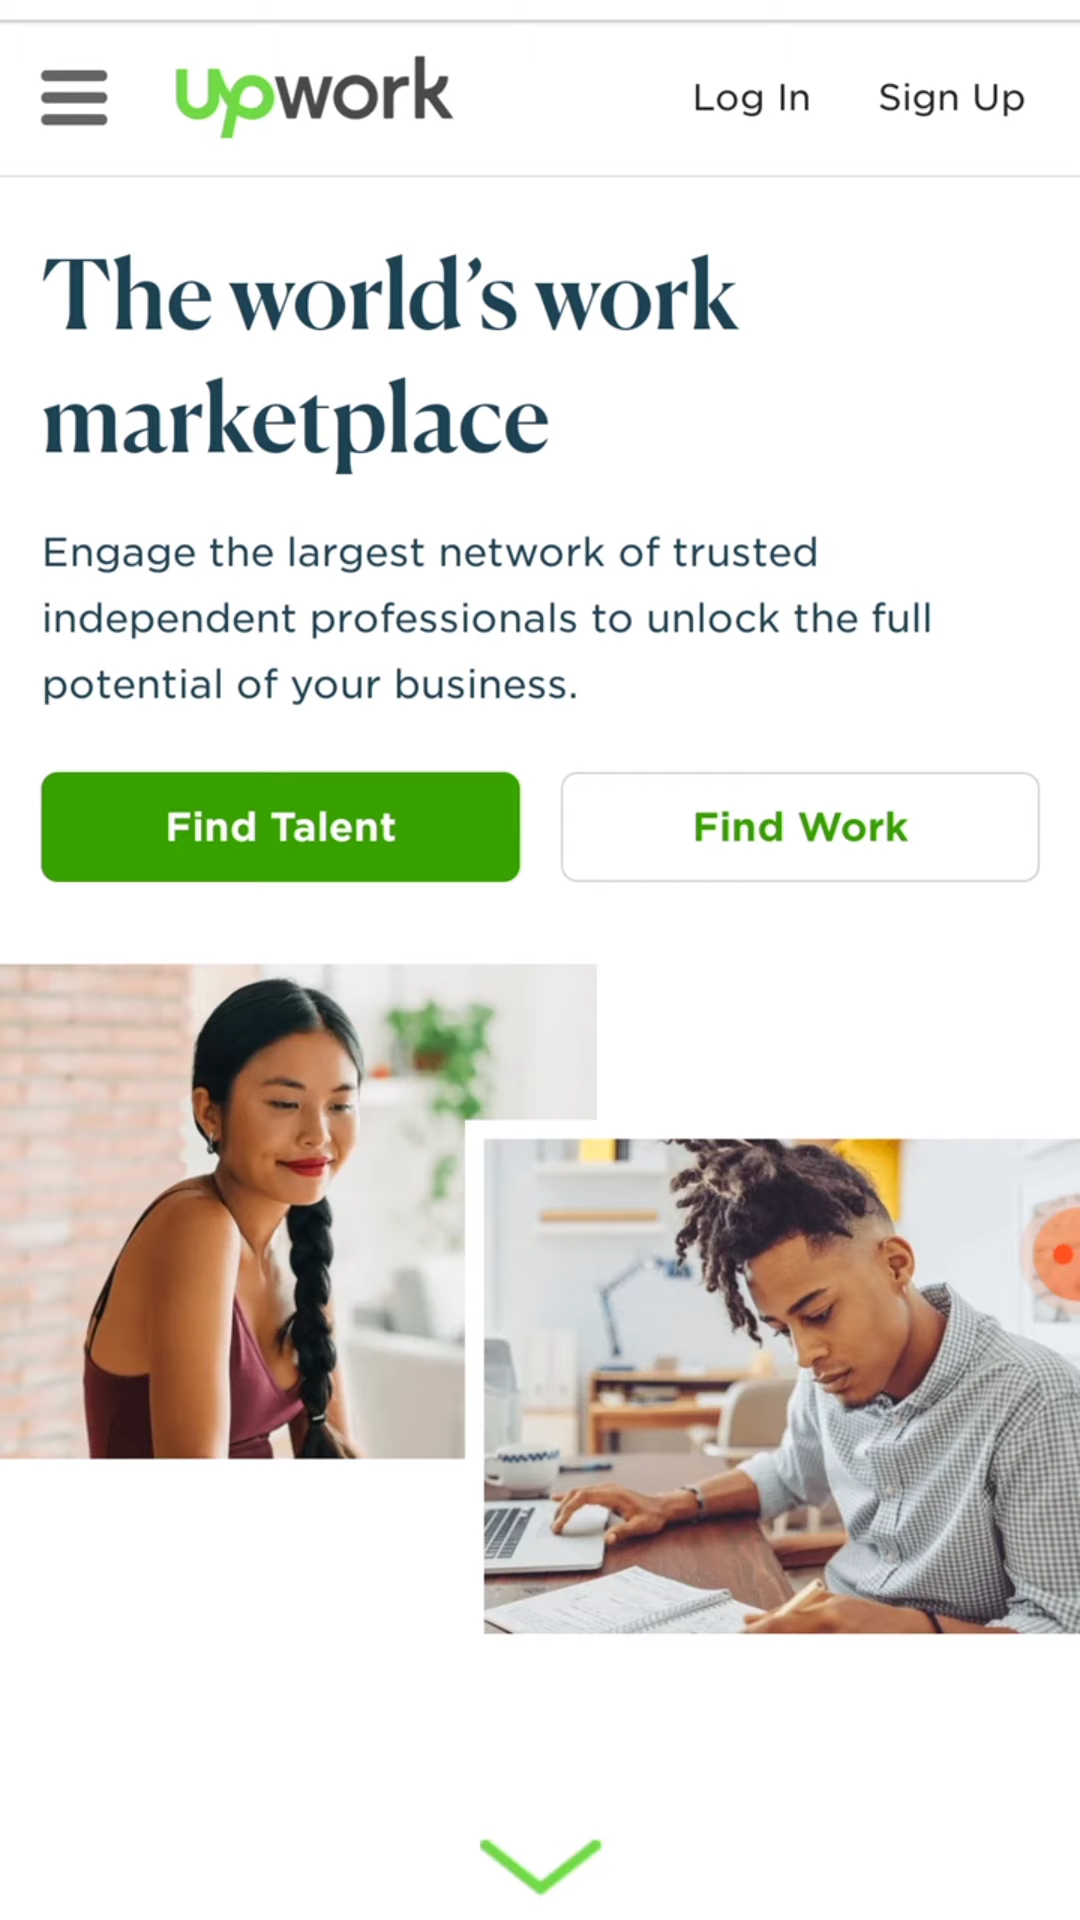 upwork
Log In
Sign Up
The world’s work
marketplace
Engage the largest network of trusted
independent professionals to unlock the full
potential of your business.
Find Talent
Find Work